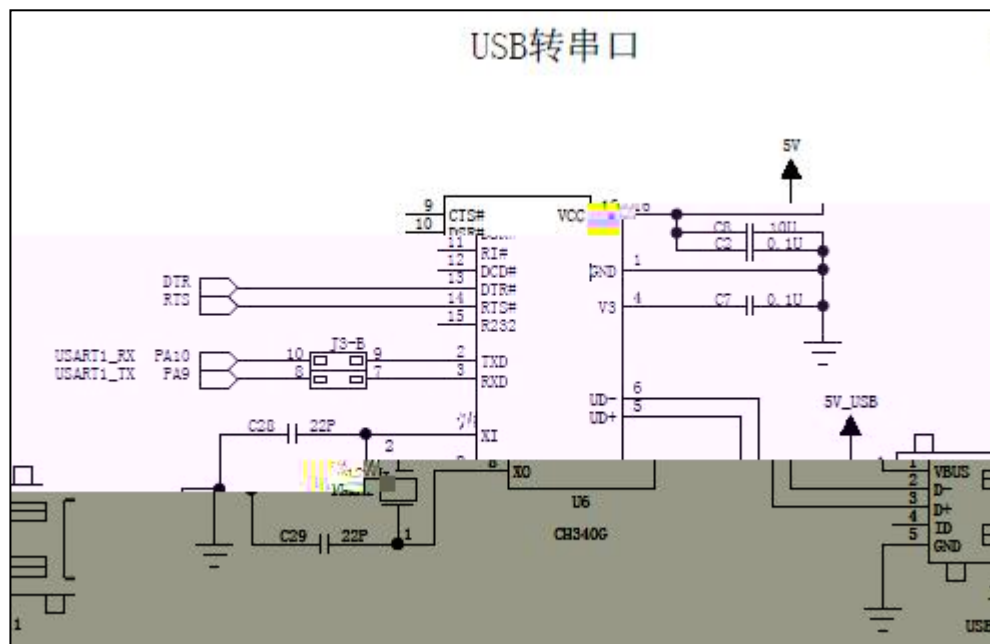 USB转串口
5V
9 CTS# VCC
10
11
12 RI#
13 DCD#
14 DTR#
15 RTS#
R232
GND 1
V3 4
C2 0.1U
C7 0.1U
DTR
RTS
J3-B
USART1_RX PA10 10 9 2 TXD
USART1_TX PA9 8 7 3 RXD
UD- 6
UD+ 5
5V_USB
C28 22P
XI
2
XO
U6
CH340G
C29 22P 1
1 VBUS
2 D-
3 D+
4 ID
5 GND
1
USB